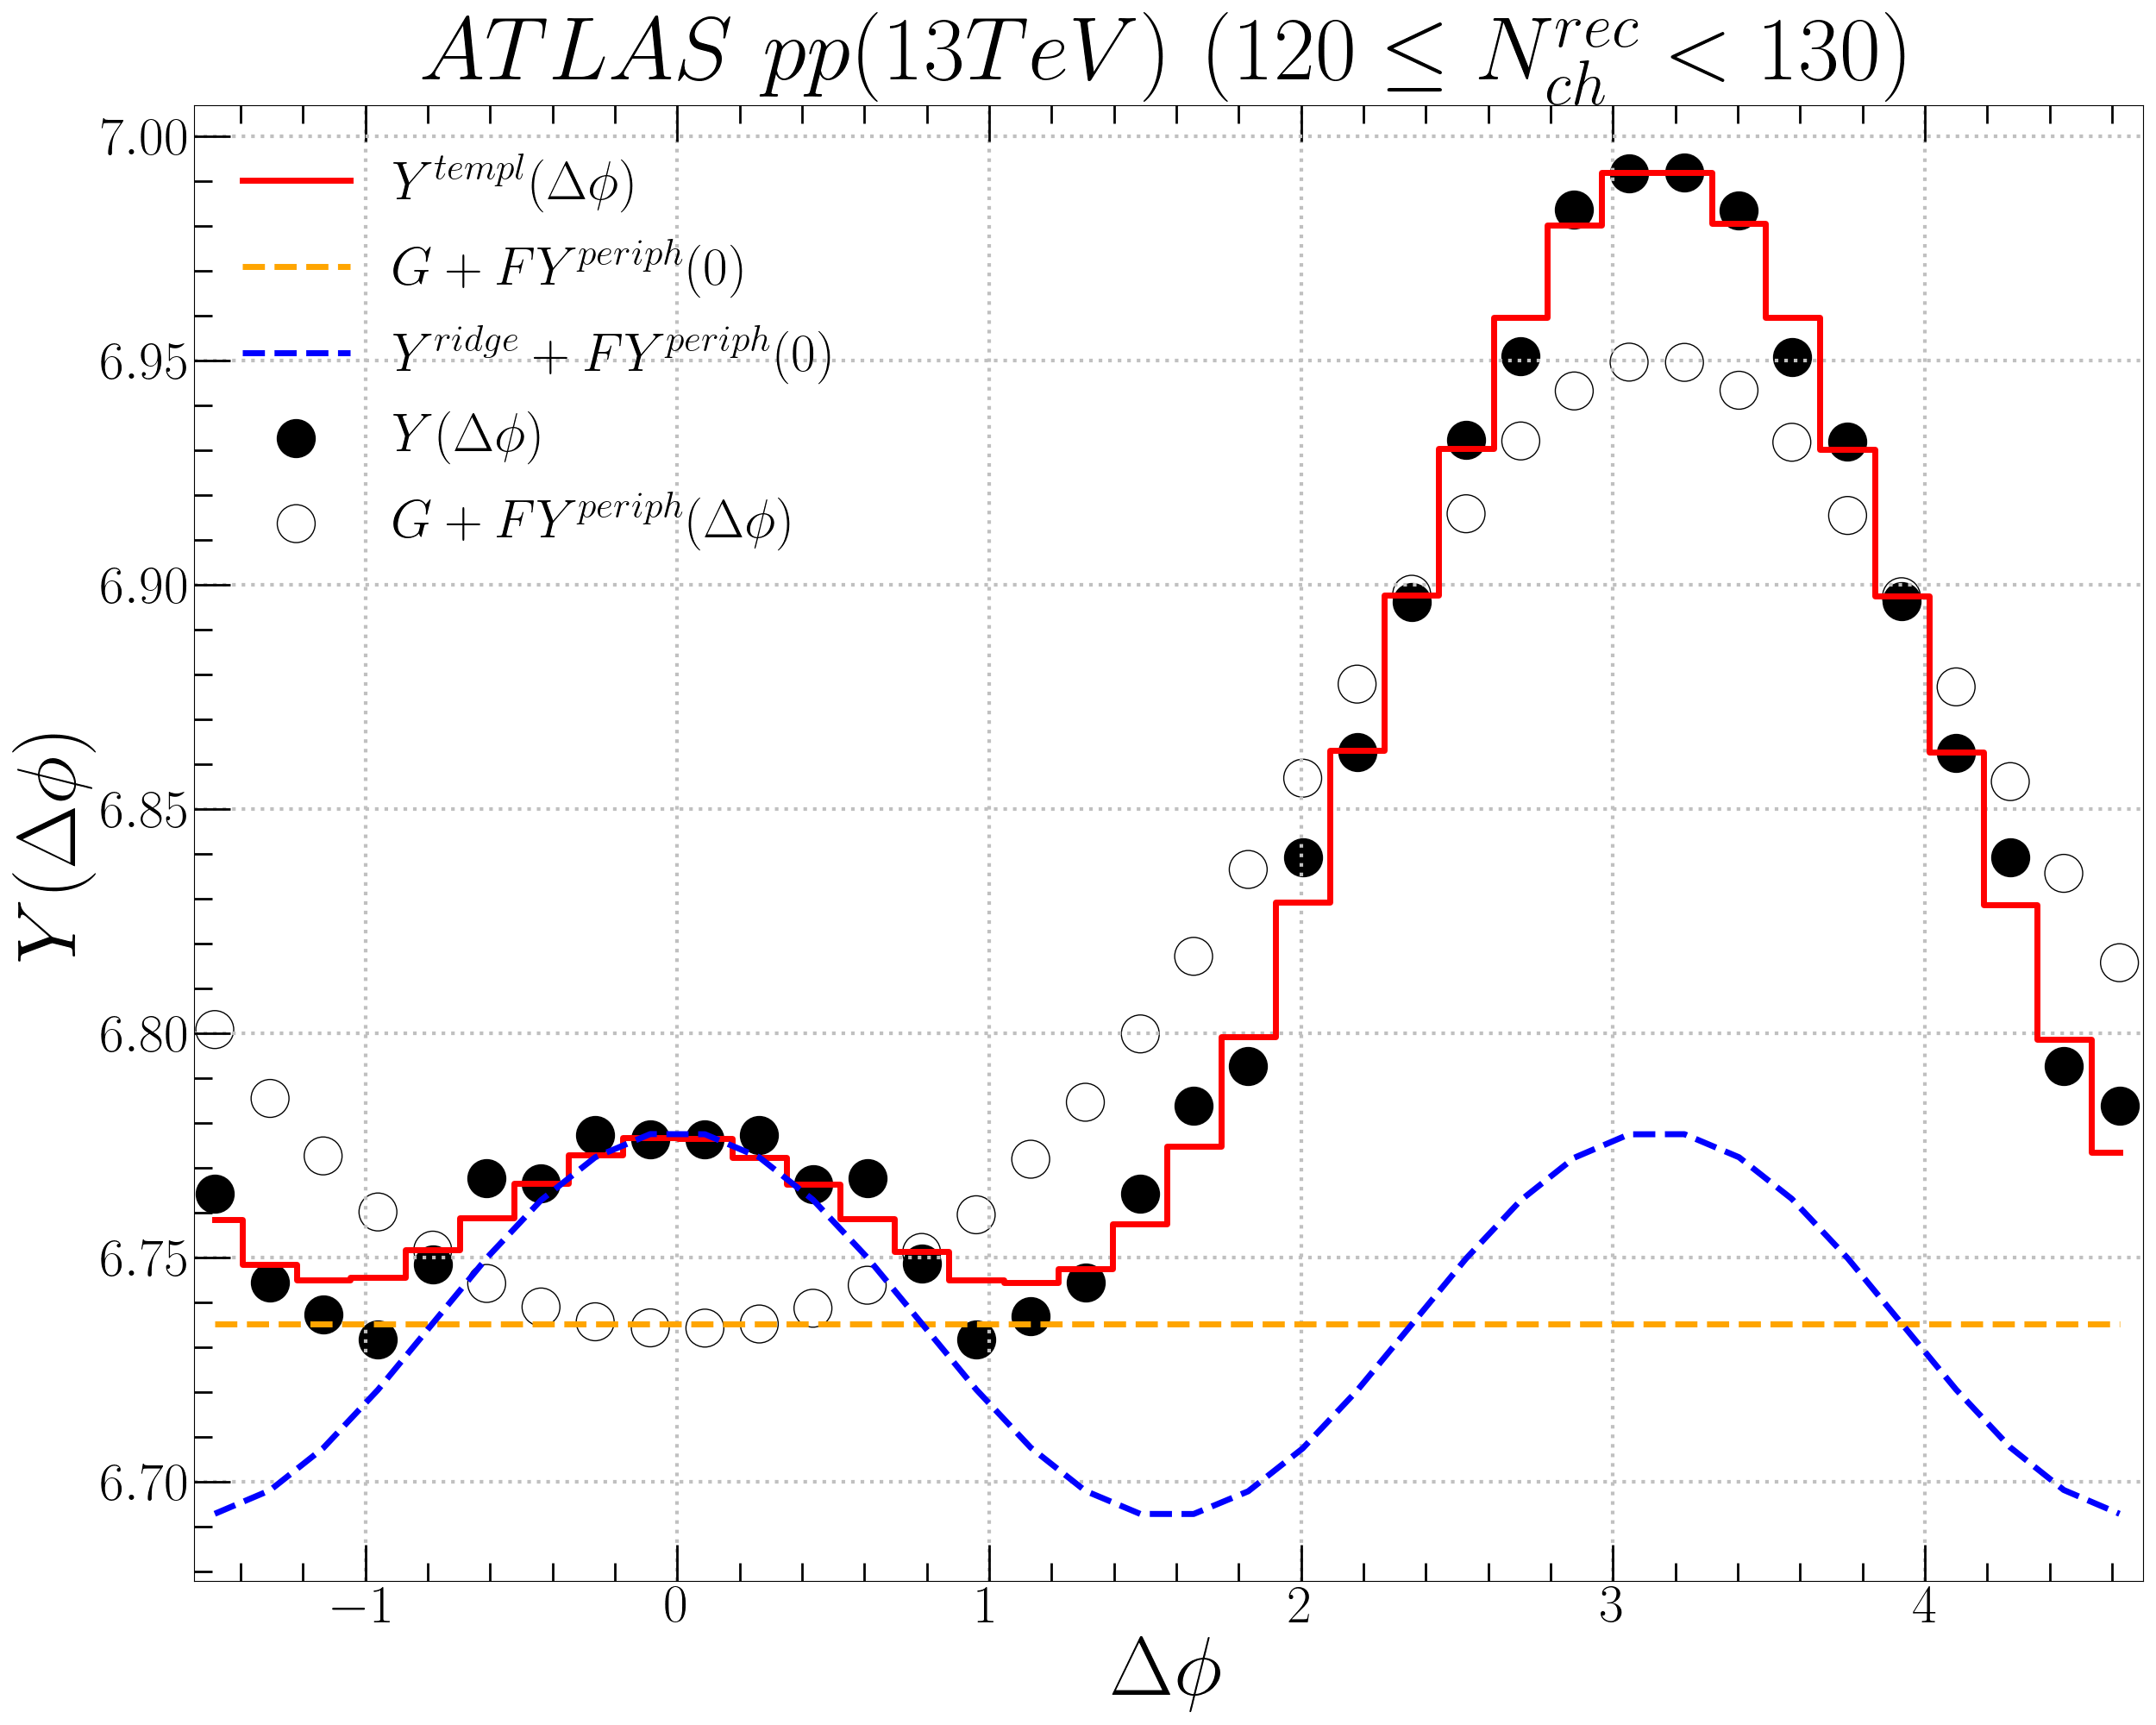 ATLAS pp(13TeV) (120 ≤ N_{ch}^{rec} < 130)
Y^{templ}(Δϕ)
G + FY^{periph}(0)
Y^{ridge} + FY^{periph}(0)
Y(Δϕ)
G + FY^{periph}(Δϕ)
Y(Δϕ)
7.00
6.95
6.90
6.85
6.80
6.75
6.70
−1 0 1 2 3 4
Δϕ